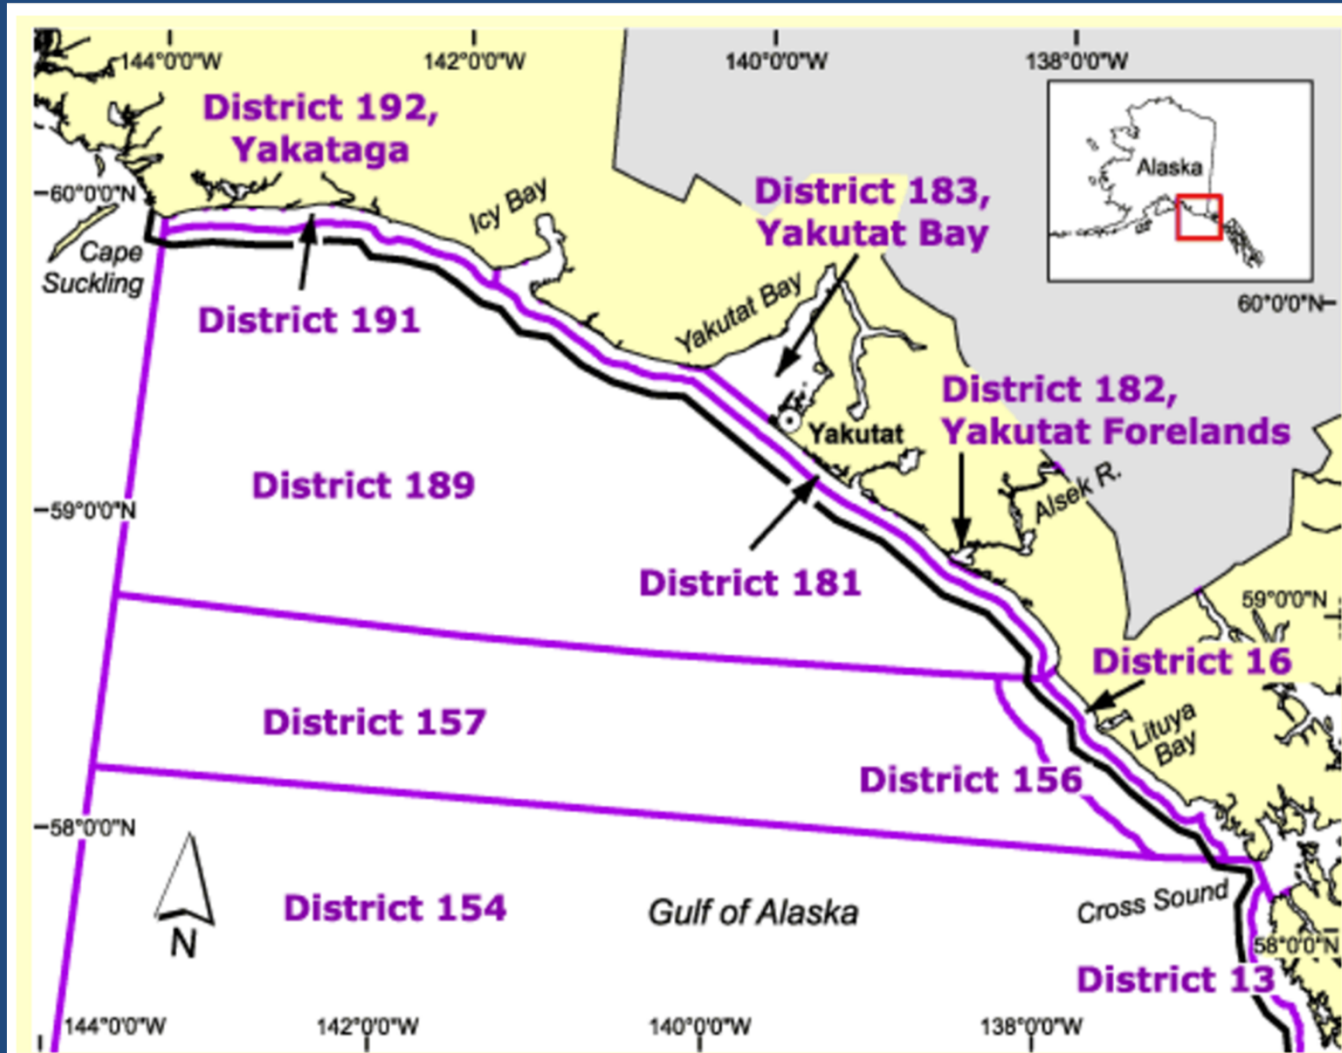 144°0'0"W
142°0'0"W
140°0'0"W
138°0'0"W
District 192,
Yakataga
Alaska
60°0'0"N
Icy Bay
District 183,
Yakutat Bay
Cape
Suckling
60°0'0"N
District 191
Yakutat Bay
District 182,
Yakutat Forelands
Yakutat
District 189
Alsek R.
59°0'0"N
District 181
59°0'0"N
District 16
District 157
Lituya
Bay
District 156
58°0'0"N
District 154
Gulf of Alaska
Cross Sound
N
58°0'0"N
District 13
144°0'0"W
142°0'0"W
140°0'0"W
138°0'0"W